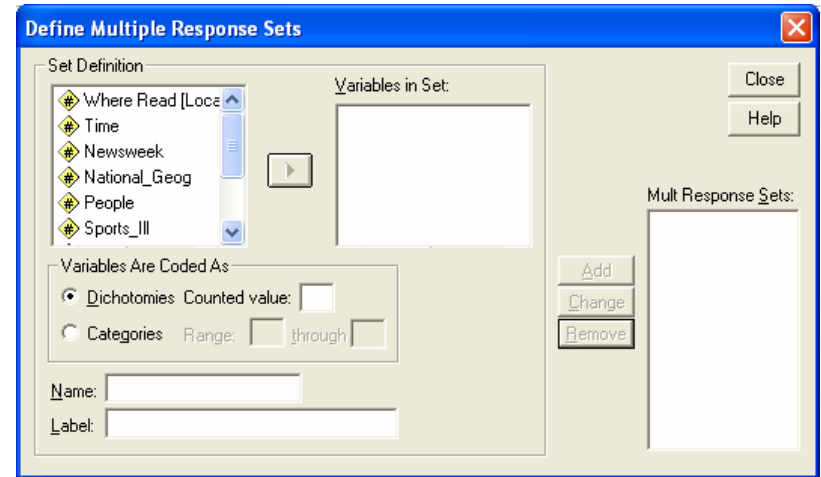 Define Multiple Response Sets
Set Definition
Where Read [Loca
Time
Newsweek
National_Geog
People
Sports_Ill
Variables in Set:
Close
Help
Mult Response Sets:
Variables Are Coded As
Dichotomies Counted value:
Categories Range: through
Add
Change
Remove
Name:
Label: